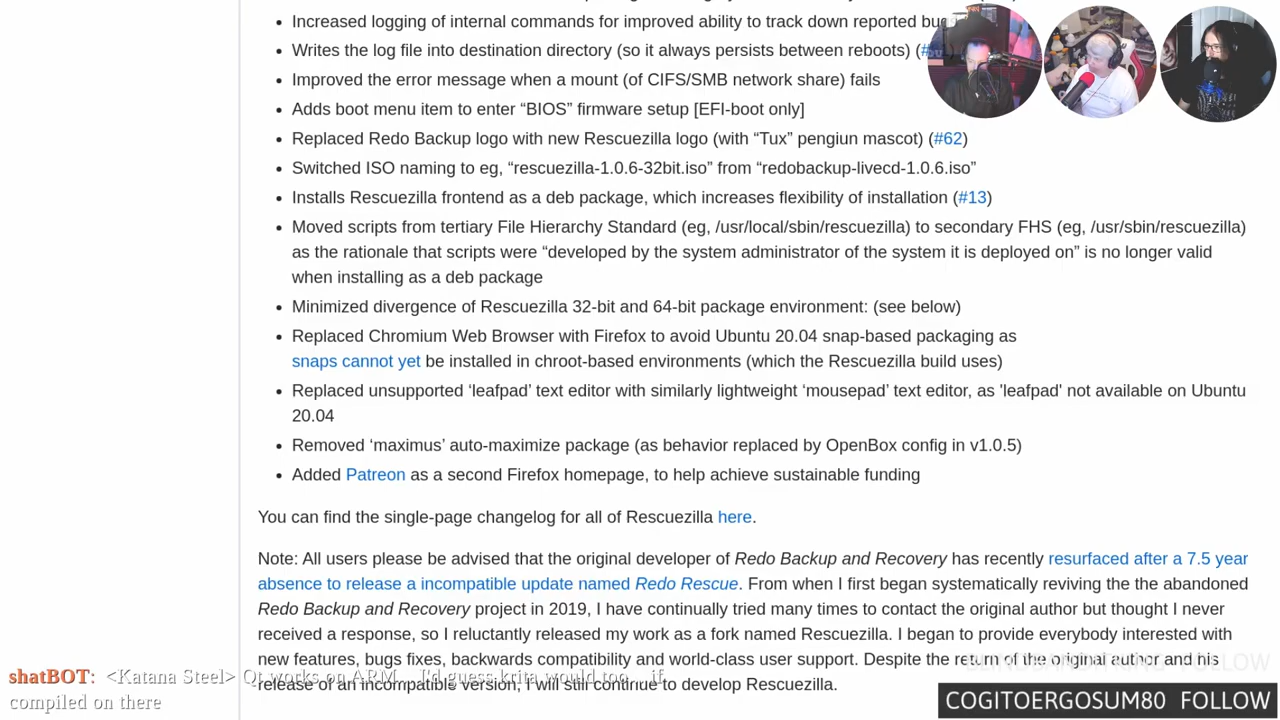 Increased logging of internal commands for improved ability to track down reported bug
Writes the log file into destination directory (so it always persists between reboots) (#
Improved the error message when a mount (of CIFS/SMB network share) fails
Adds boot menu item to enter “BIOS” firmware setup [EFI-boot only]
Replaced Redo Backup logo with new Rescuezilla logo (with “Tux” pengiun mascot) (#62)
Switched ISO naming to eg, “rescuezilla-1.0.6-32bit.iso” from “redobackup-livecd-1.0.6.iso”
Installs Rescuezilla frontend as a deb package, which increases flexibility of installation (#13)
Moved scripts from tertiary File Hierarchy Standard (eg, /usr/local/sbin/rescuezilla) to secondary FHS (eg, /usr/sbin/rescuezilla)
as the rationale that scripts were “developed by the system administrator of the system it is deployed on” is no longer valid
when installing as a deb package
Minimized divergence of Rescuezilla 32-bit and 64-bit package environment: (see below)
Replaced Chromium Web Browser with Firefox to avoid Ubuntu 20.04 snap-based packaging as
snaps cannot yet be installed in chroot-based environments (which the Rescuezilla build uses)
Replaced unsupported ‘leafpad’ text editor with similarly lightweight ‘mousepad’ text editor, as 'leafpad' not available on Ubuntu
20.04
Removed ‘maximus’ auto-maximize package (as behavior replaced by OpenBox config in v1.0.5)
Added Patreon as a second Firefox homepage, to help achieve sustainable funding
You can find the single-page changelog for all of Rescuezilla here.
Note: All users please be advised that the original developer of Redo Backup and Recovery has recently resurfaced after a 7.5 year
absence to release a incompatible update named Redo Rescue. From when I first began systematically reviving the the abandoned
Redo Backup and Recovery project in 2019, I have continually tried many times to contact the original author but thought I never
received a response, so I reluctantly released my work as a fork named Rescuezilla. I began to provide everybody interested with
new features, bugs fixes, backwards compatibility and world-class user support. Despite the return of the original author and his
release of an incompatible version, I will still continue to develop Rescuezilla.
shatBOT: <Katana Steel> Qt works on ARM... I'd guess krita would too... if
compiled on there
FOLLOW
COGITOERGOSUM80 FOLLOW